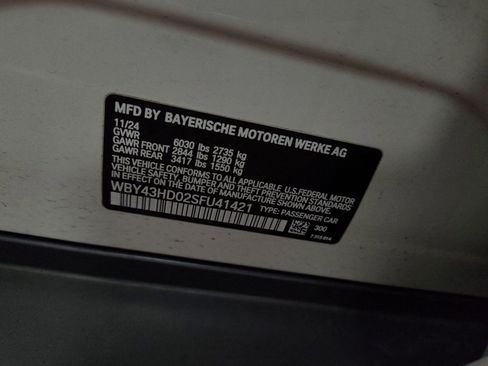 MFD BY BAYERISCHE MOTOREN WERKE AG
11/24
GVWR 6030 lbs 2735 kg
GAWR FRONT 2844 lbs 1290 kg
GAWR REAR 3417 lbs 1550 kg
THIS VEHICLE CONFORMS TO ALL APPLICABLE U.S. FEDERAL MOTOR
VEHICLE SAFETY, BUMPER, AND THEFT PREVENTION STANDARDS
IN EFFECT ON THE DATE OF MANUFACTURE SHOWN ABOVE.
WBY43HD02SFU41421 TYPE: PASSENGER CAR
300